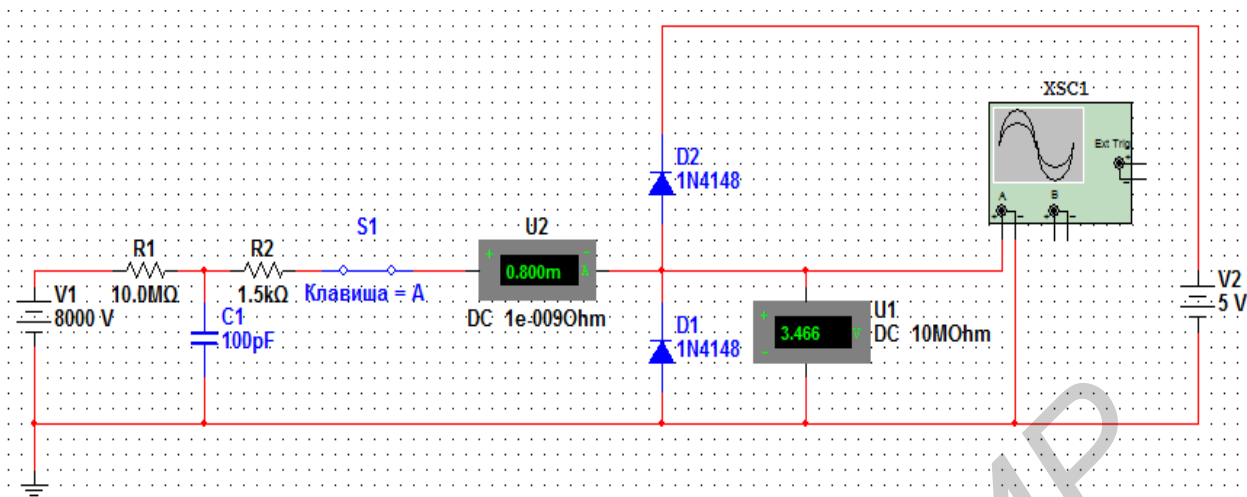 XSC1
Ext Trig
+
−
A
B
+ − + −
D2
1N4148
S1
U2
R1
R2
+ −
0.800m A
V1
8000 V
10.0MΩ
1.5kΩ
Клавиша = A
DC 1e-009Ohm
C1
100pF
D1
1N4148
U1
DC 10MOhm
+
3.466 V
−
V2
5 V
MP